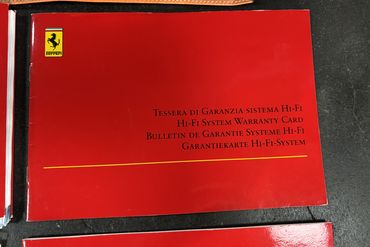 Ferrari
Tessera di Garanzia sistema Hi-Fi
Hi-Fi System Warranty Card
Bulletin de Garantie Systeme Hi-Fi
Garantiekarte Hi-Fi-System